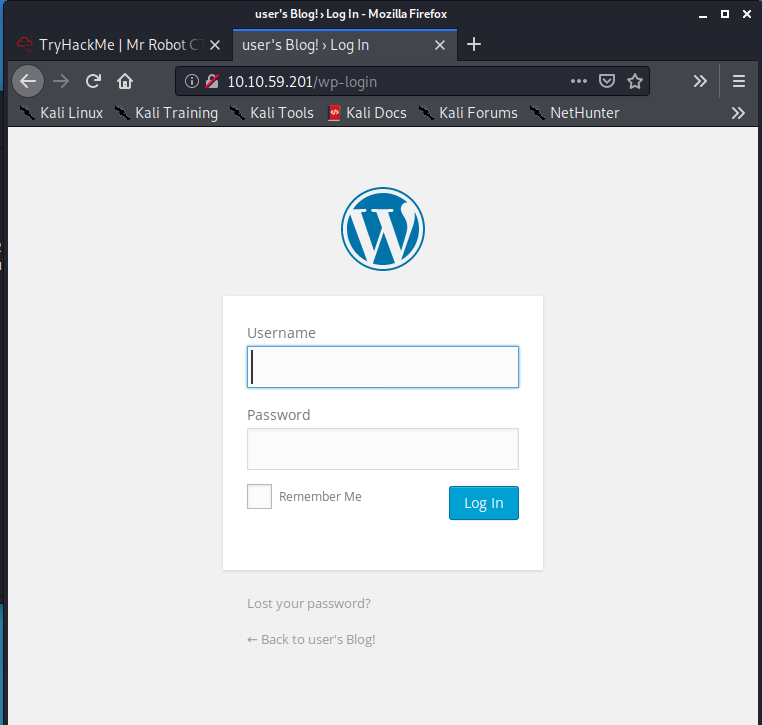 user's Blog! › Log In - Mozilla Firefox
TryHackMe | Mr Robot CT
user's Blog! › Log In
10.10.59.201/wp-login
Kali Linux Kali Training Kali Tools Kali Docs Kali Forums NetHunter
Username
Password
Remember Me
Log In
Lost your password?
← Back to user's Blog!